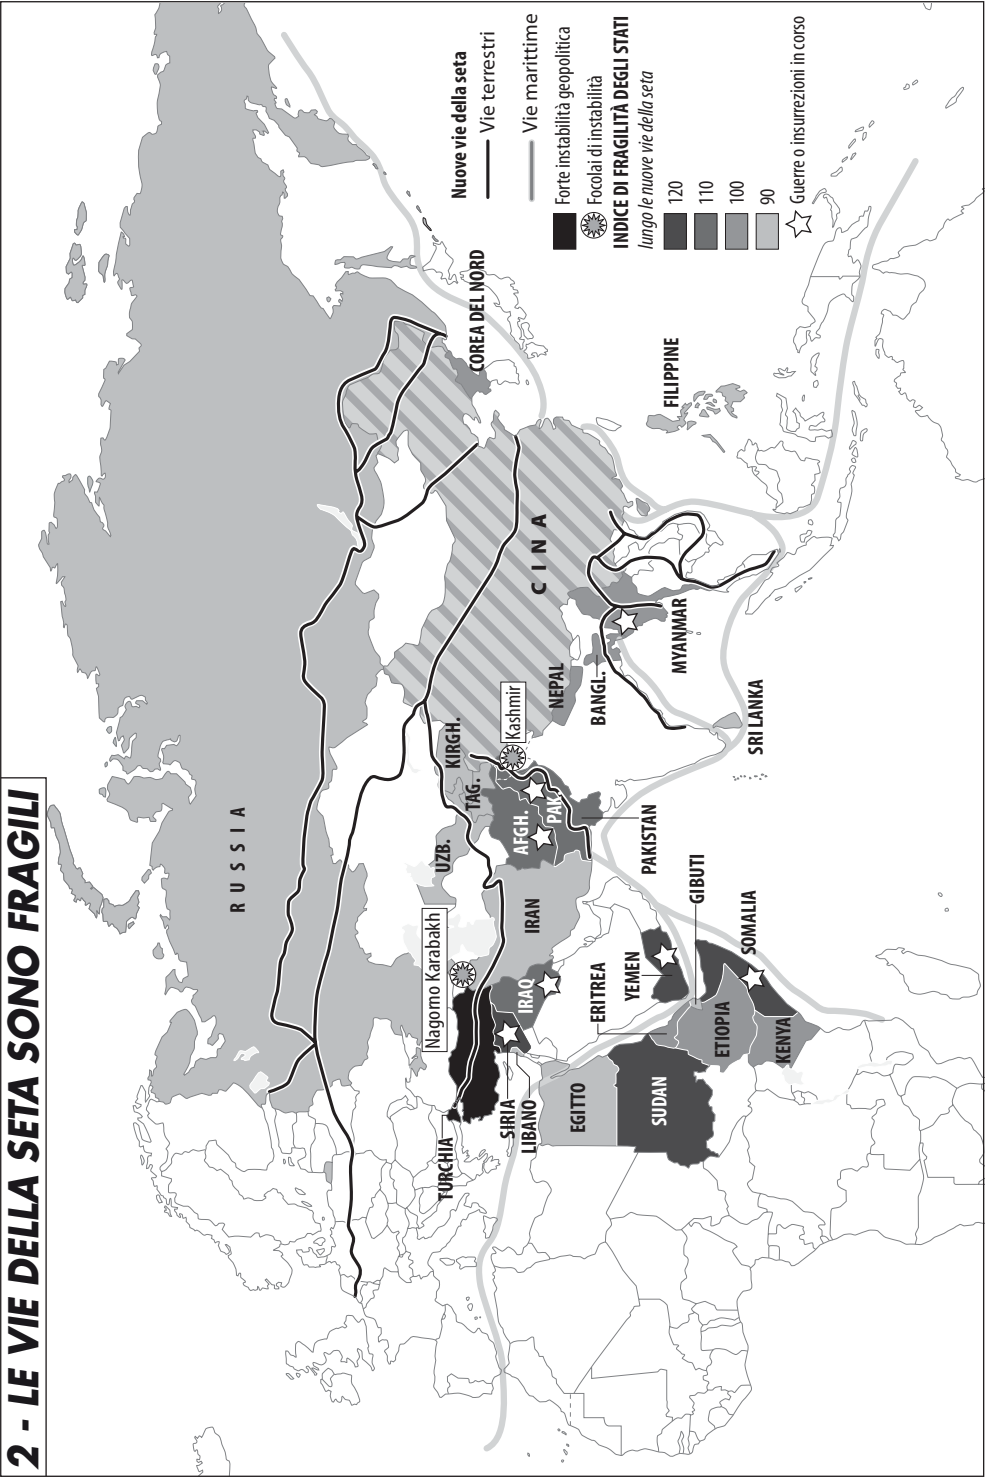 2 - LE VIE DELLA SETA SONO FRAGILI
Nuove vie della seta
Vie terrestri
Vie marittime
Forte instabilità geopolitica
Focolai di instabilità
INDICE DI FRAGILITÀ DEGLI STATI
lungo le nuove vie della seta
120
110
100
90
Guerre o insurrezioni in corso
RUSSIA
COREA DEL NORD
CINA
FILIPPINE
KIRGH.
TAG.
UZB.
Kashmir
NEPAL
BANGL.
MYANMAR
SRI LANKA
AFGH.
PAK.
PAKISTAN
Nagorno Karabakh
IRAN
IRAQ
TURCHIA
SIRIA
LIBANO
ERITREA
YEMEN
GIBUTI
SOMALIA
EGITTO
SUDAN
ETIOPIA
KENYA